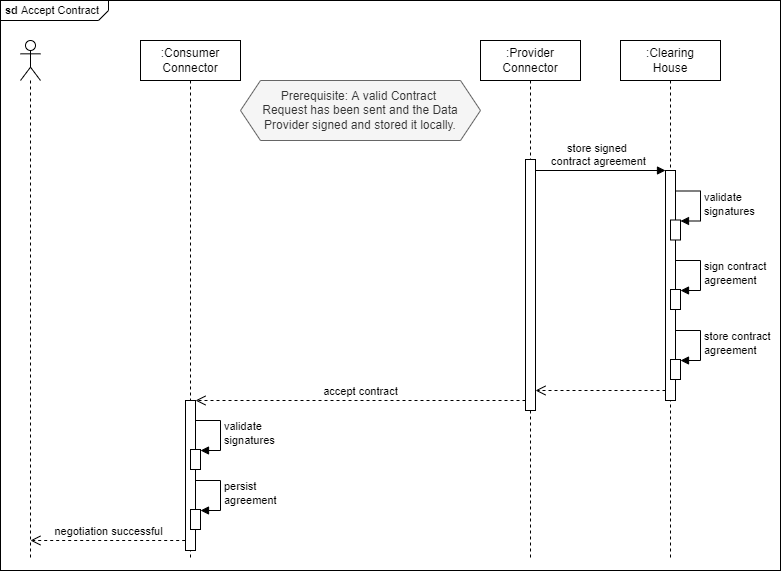 sd Accept Contract
:Consumer
Connector
:Provider
Connector
:Clearing
House
Prerequisite: A valid Contract
Request has been sent and the Data
Provider signed and stored it locally.
store signed
contract agreement
validate
signatures
sign contract
agreement
store contract
agreement
accept contract
validate
signatures
persist
agreement
negotiation successful